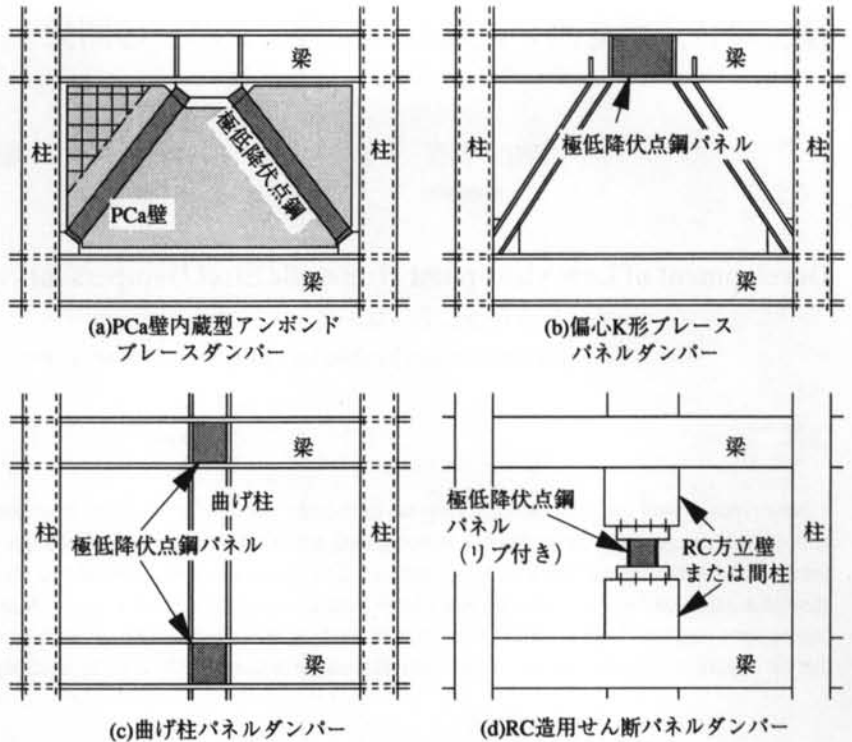 梁
柱
柱
極低降伏点鋼
PCa壁
梁
(a)PCa壁内蔵型アンボンド
ブレースダンパー
梁
柱
柱
極低降伏点鋼パネル
梁
(b)偏心K形ブレース
パネルダンパー
梁
曲げ柱
柱
柱
極低降伏点鋼パネル
梁
(c)曲げ柱パネルダンパー
梁
極低降伏点鋼
パネル
(リブ付き)
柱
柱
RC方立壁
または間柱
梁
(d)RC造用せん断パネルダンパー